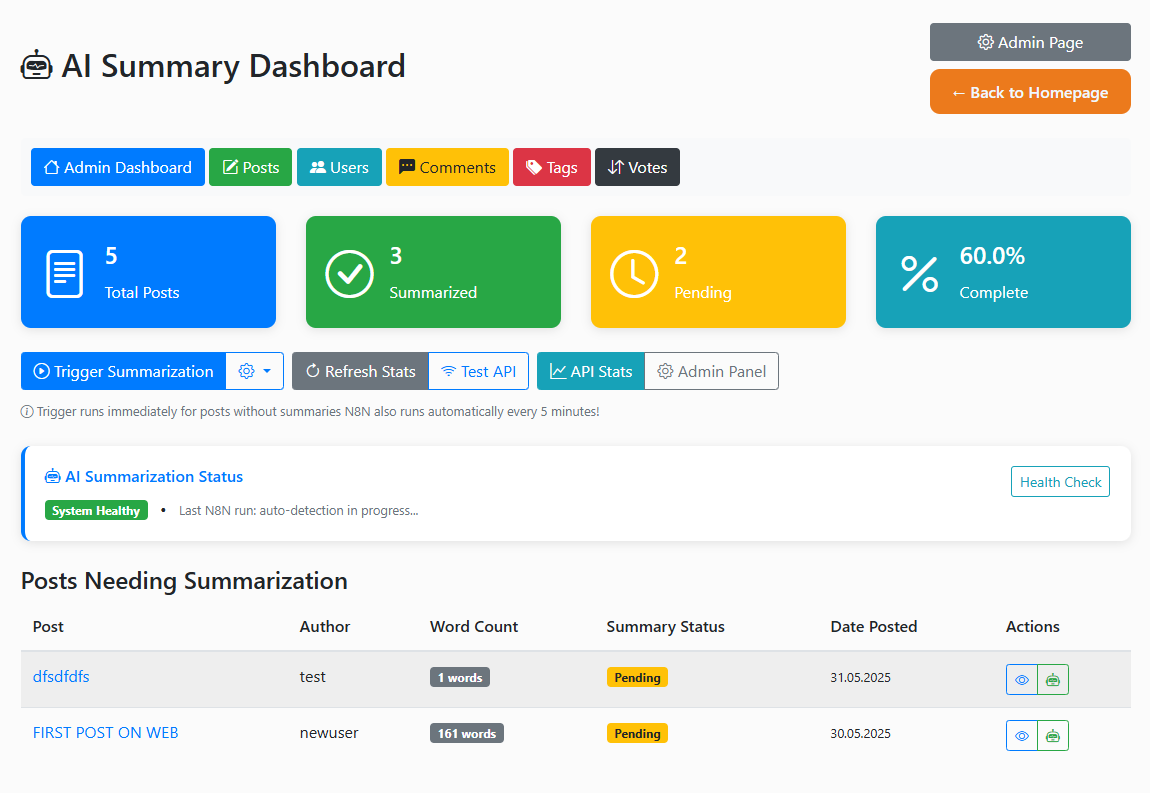 AI Summary Dashboard
Admin Page
← Back to Homepage
Admin Dashboard Posts Users Comments Tags Votes
5
Total Posts
3
Summarized
2
Pending
60.0%
Complete
Trigger Summarization Refresh Stats Test API API Stats Admin Panel
Trigger runs immediately for posts without summaries N8N also runs automatically every 5 minutes!
AI Summarization Status
Health Check
System Healthy • Last N8N run: auto-detection in progress...
Posts Needing Summarization
Post Author Word Count Summary Status Date Posted Actions
dfsdfdfs test 1 words Pending 31.05.2025
FIRST POST ON WEB newuser 161 words Pending 30.05.2025